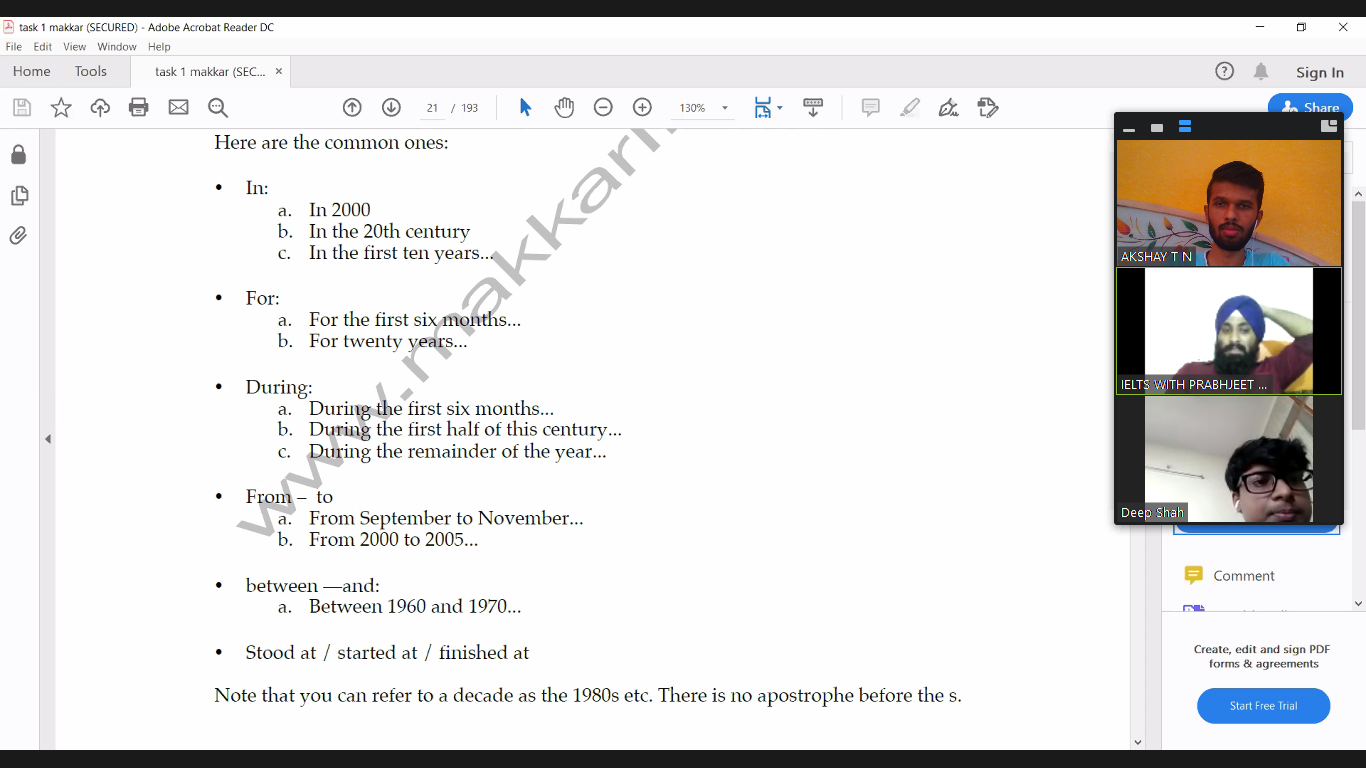 task 1 makkar (SECURED) - Adobe Acrobat Reader DC
File Edit View Window Help
Home Tools task 1 makkar (SEC... × Sign In
21 / 193 130% Share
Here are the common ones:
• In:
a. In 2000
b. In the 20th century
c. In the first ten years...
• For:
a. For the first six months...
b. For twenty years...
• During:
a. During the first six months...
b. During the first half of this century...
c. During the remainder of the year...
• From – to
a. From September to November...
b. From 2000 to 2005...
• between —and:
a. Between 1960 and 1970...
• Stood at / started at / finished at
Note that you can refer to a decade as the 1980s etc. There is no apostrophe before the s.
AKSHAY T N
IELTS WITH PRABHJEET ...
Deep Shah
Comment
Create, edit and sign PDF
forms & agreements
Start Free Trial